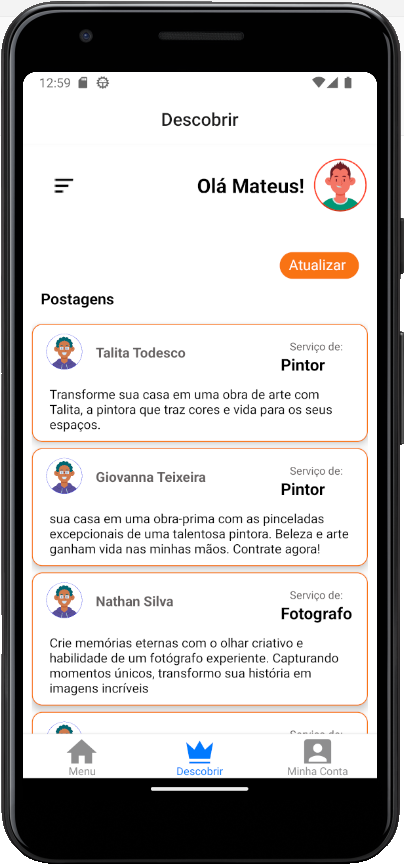 12:59
Descobrir
Olá Mateus!
Atualizar
Postagens
Talita Todesco
Serviço de:
Pintor
Transforme sua casa em uma obra de arte com
Talita, a pintora que traz cores e vida para os seus
espaços.
Giovanna Teixeira
Serviço de:
Pintor
sua casa em uma obra-prima com as pinceladas
excepcionais de uma talentosa pintora. Beleza e arte
ganham vida nas minhas mãos. Contrate agora!
Nathan Silva
Serviço de:
Fotografo
Crie memórias eternas com o olhar criativo e
habilidade de um fotógrafo experiente. Capturando
momentos únicos, transformo sua história em
imagens incríveis
Serviço de:
Menu
Descobrir
Minha Conta